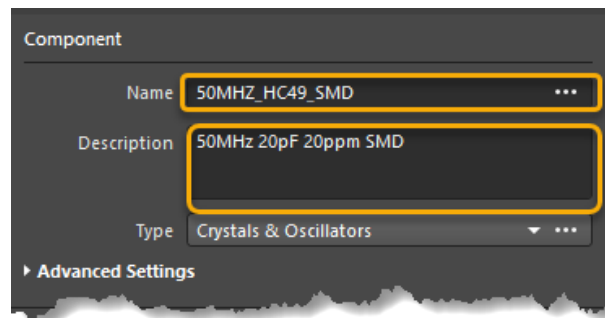 Component
Name 50MHZ_HC49_SMD ...
Description 50MHz 20pF 20ppm SMD
Type Crystals & Oscillators ...
Advanced Settings